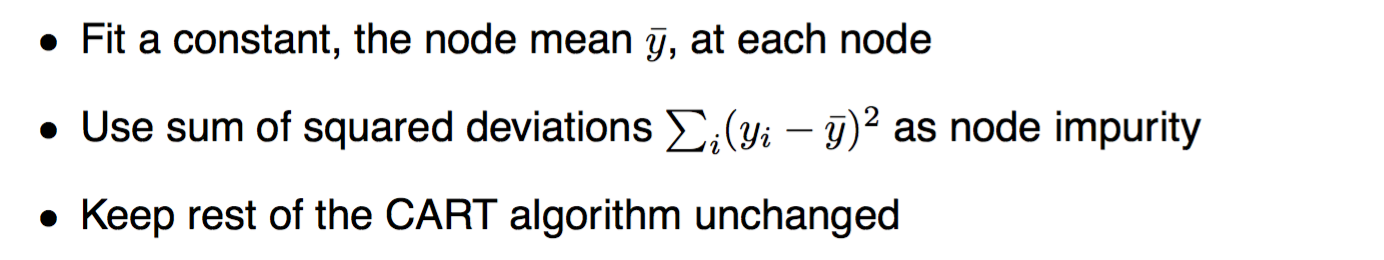 • Fit a constant, the node mean ȳ, at each node
• Use sum of squared deviations ∑ᵢ(yᵢ − ȳ)² as node impurity
• Keep rest of the CART algorithm unchanged